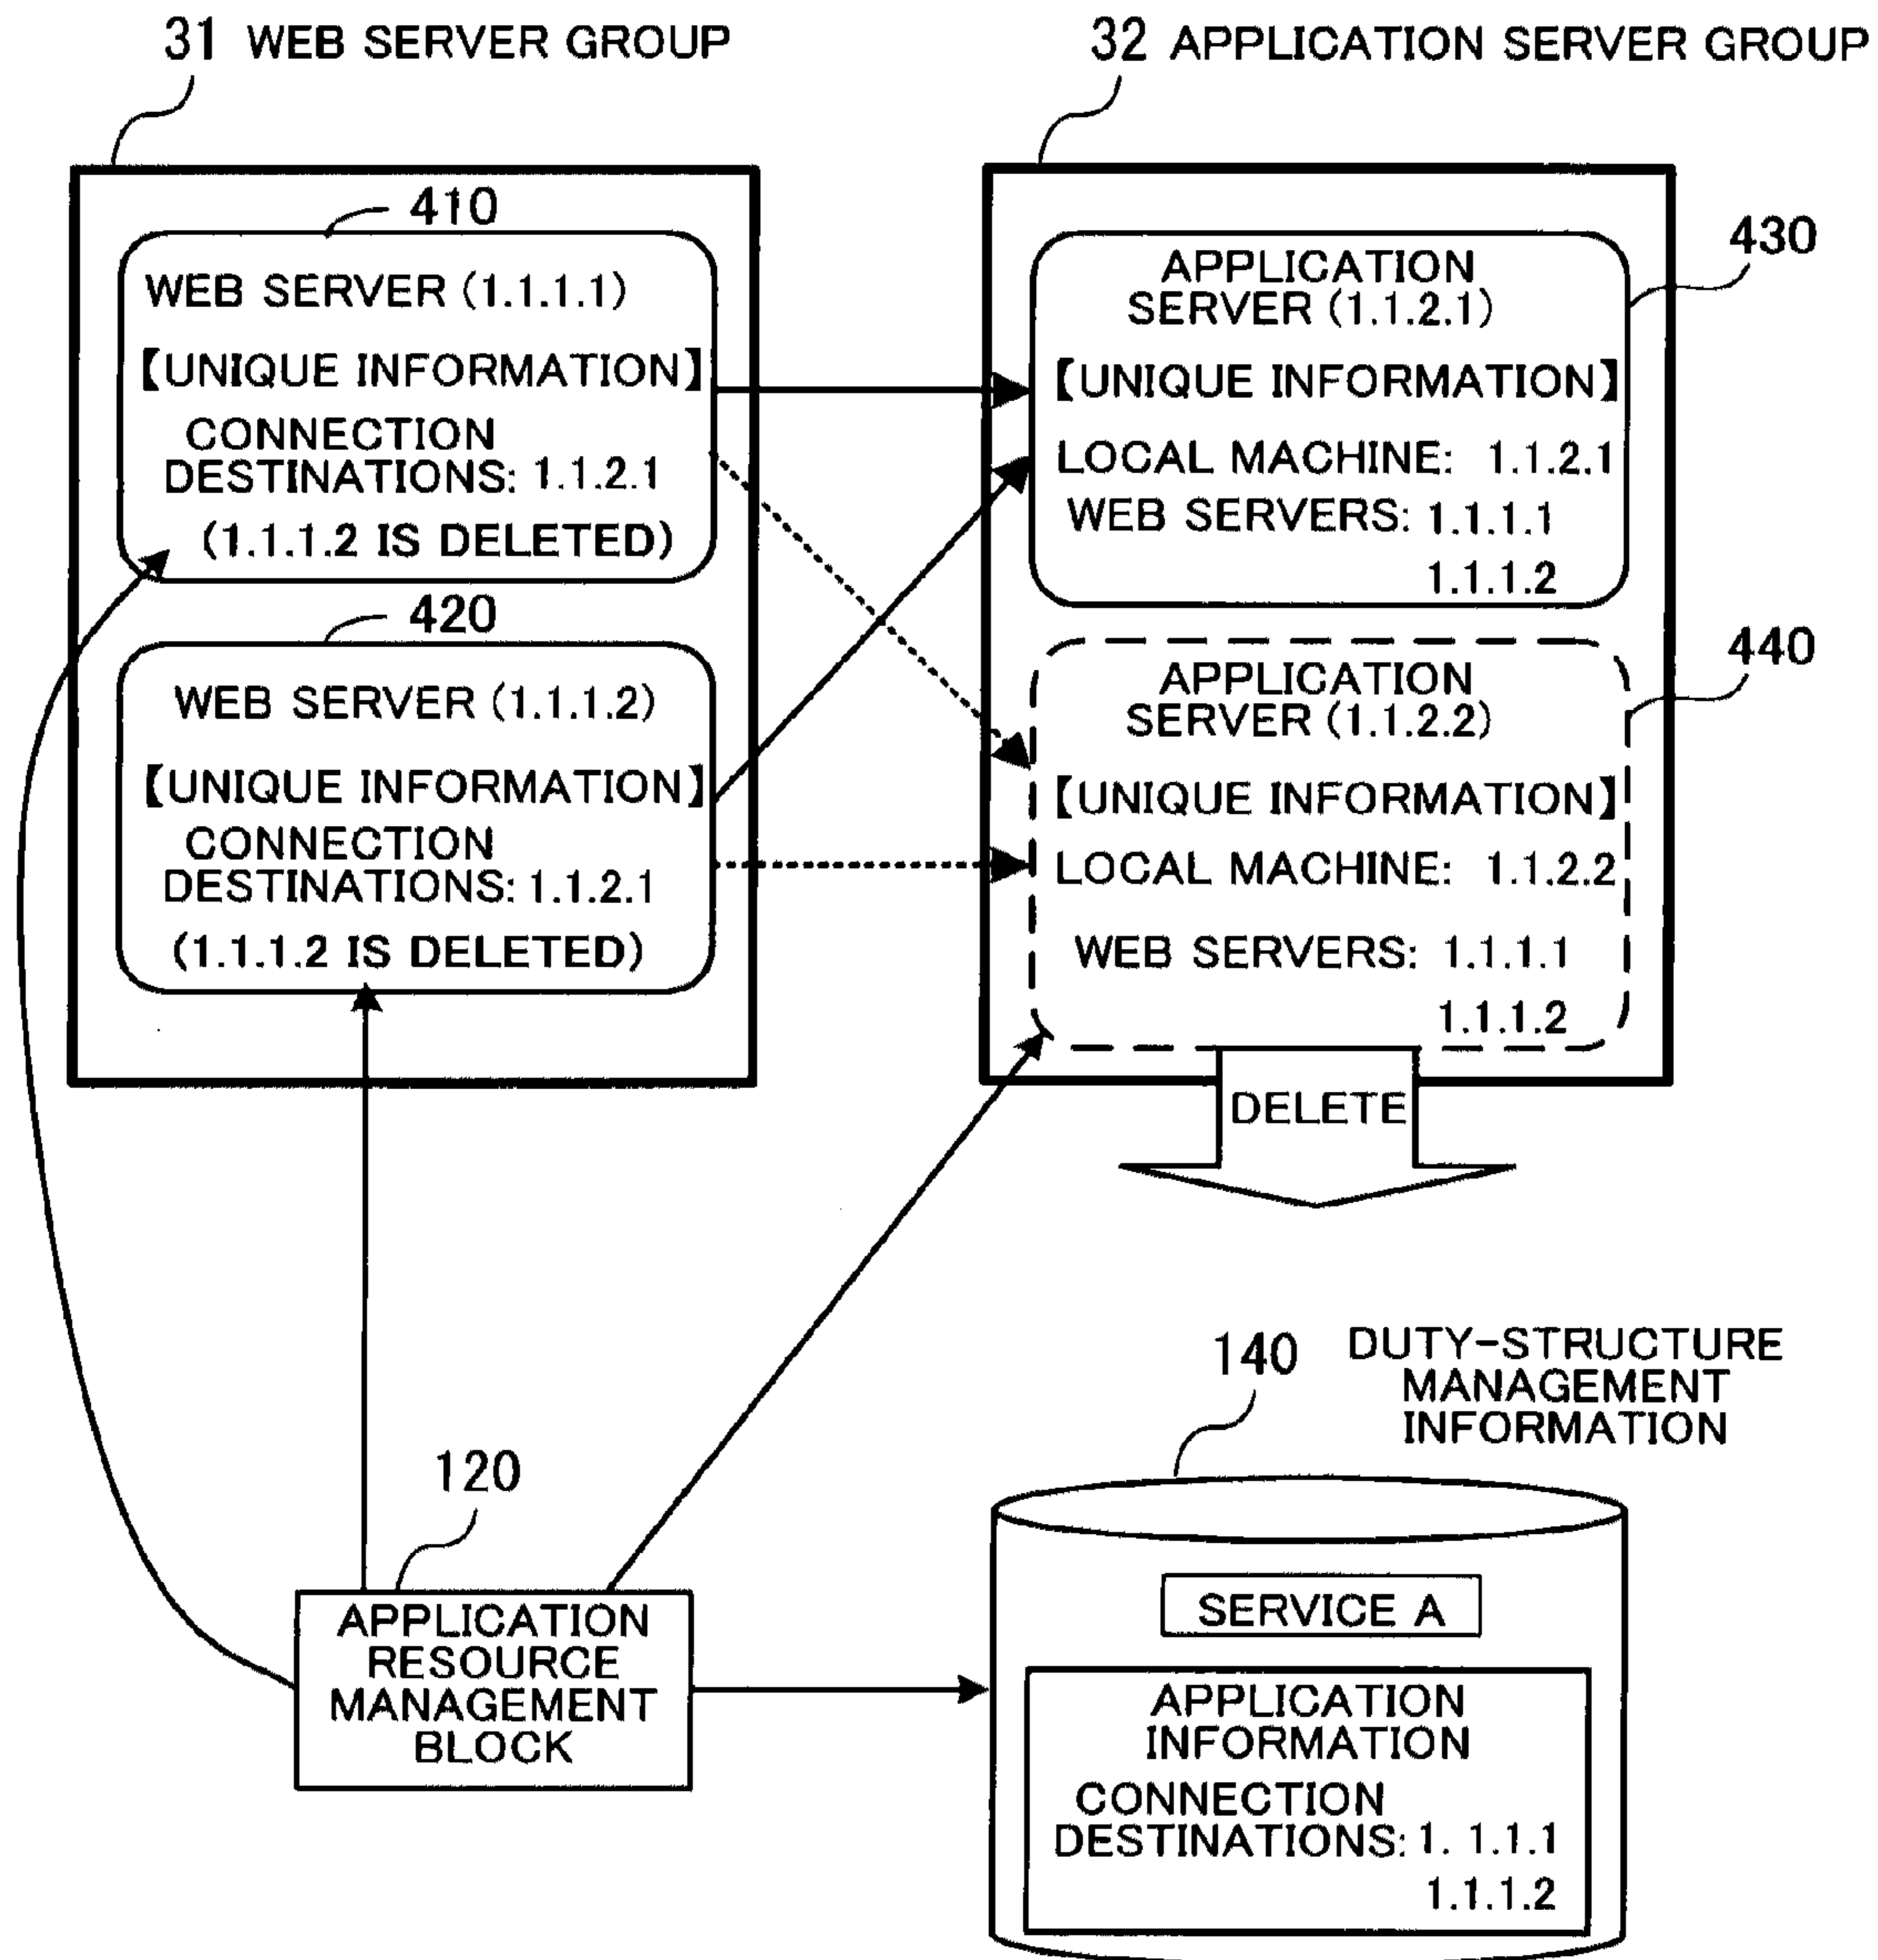 31 WEB SERVER GROUP
32 APPLICATION SERVER GROUP
410
WEB SERVER (1.1.1.1)
【UNIQUE INFORMATION】
CONNECTION
DESTINATIONS: 1.1.2.1
(1.1.1.2 IS DELETED)
420
WEB SERVER (1.1.1.2)
【UNIQUE INFORMATION】
CONNECTION
DESTINATIONS: 1.1.2.1
(1.1.1.2 IS DELETED)
430
APPLICATION
SERVER (1.1.2.1)
【UNIQUE INFORMATION】
LOCAL MACHINE: 1.1.2.1
WEB SERVERS: 1.1.1.1
1.1.1.2
440
APPLICATION
SERVER (1.1.2.2)
【UNIQUE INFORMATION】
LOCAL MACHINE: 1.1.2.2
WEB SERVERS: 1.1.1.1
1.1.1.2
DELETE
120
APPLICATION
RESOURCE
MANAGEMENT
BLOCK
140 DUTY-STRUCTURE
MANAGEMENT
INFORMATION
SERVICE A
APPLICATION
INFORMATION
CONNECTION
DESTINATIONS: 1. 1.1.1
1.1.1.2